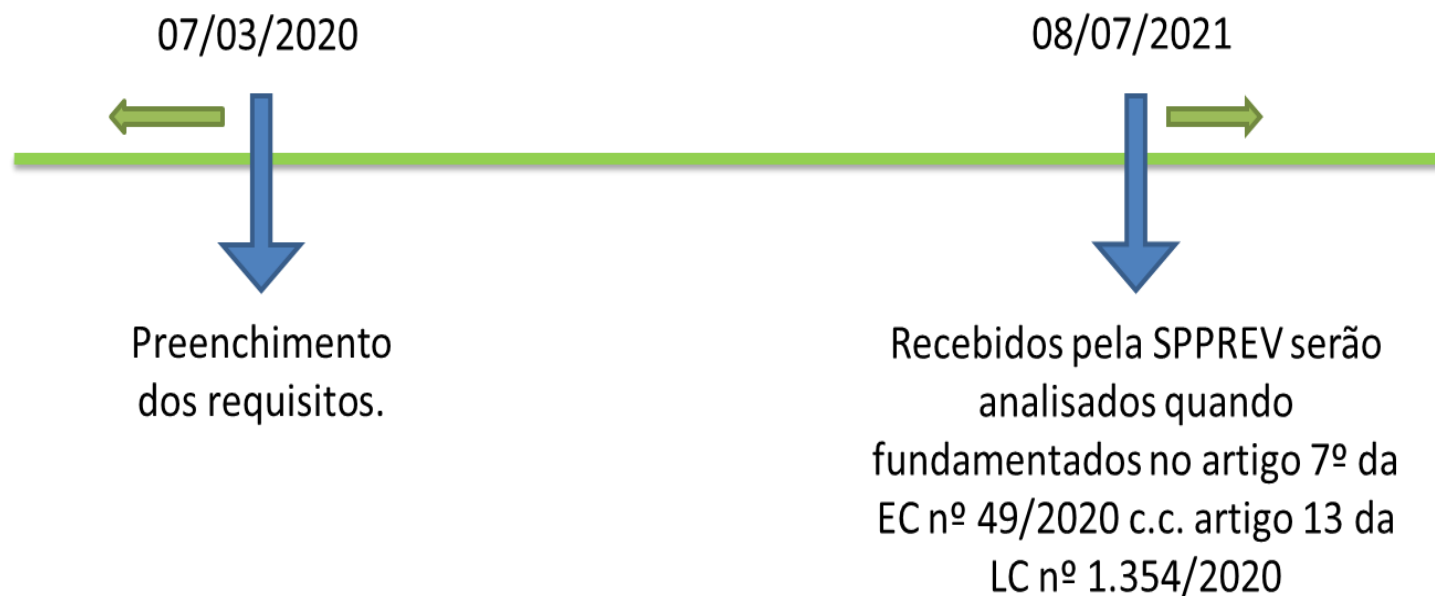 07/03/2020
Preenchimento
dos requisitos.
08/07/2021
Recebidos pela SPPREV serão
analisados quando
fundamentados no artigo 7º da
EC nº 49/2020 c.c. artigo 13 da
LC nº 1.354/2020